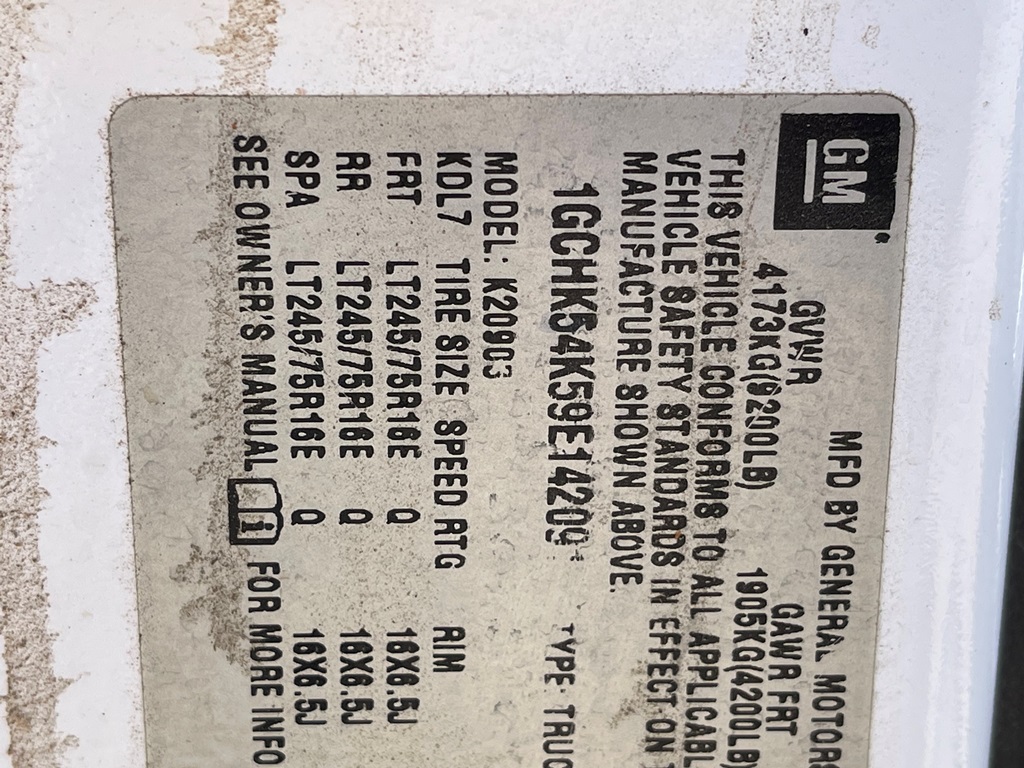 GM
MFD BY GENERAL MOTORS
GVWR GAWR FRT
4173KG(9200LB) 1905KG(4200LB)
THIS VEHICLE CONFORMS TO ALL APPLICABL
VEHICLE SAFETY STANDARDS IN EFFECT ON T
MANUFACTURE SHOWN ABOVE.
TYPE: TRUC
MODEL: K20903
KDL7 TIRE SIZE SPEED RTG RIM
FRT LT245/75R16E Q 16X6.5J
RR LT245/75R16E Q 16X6.5J
SPA LT245/75R16E Q 16X6.5J
SEE OWNER'S MANUAL i FOR MORE INFO